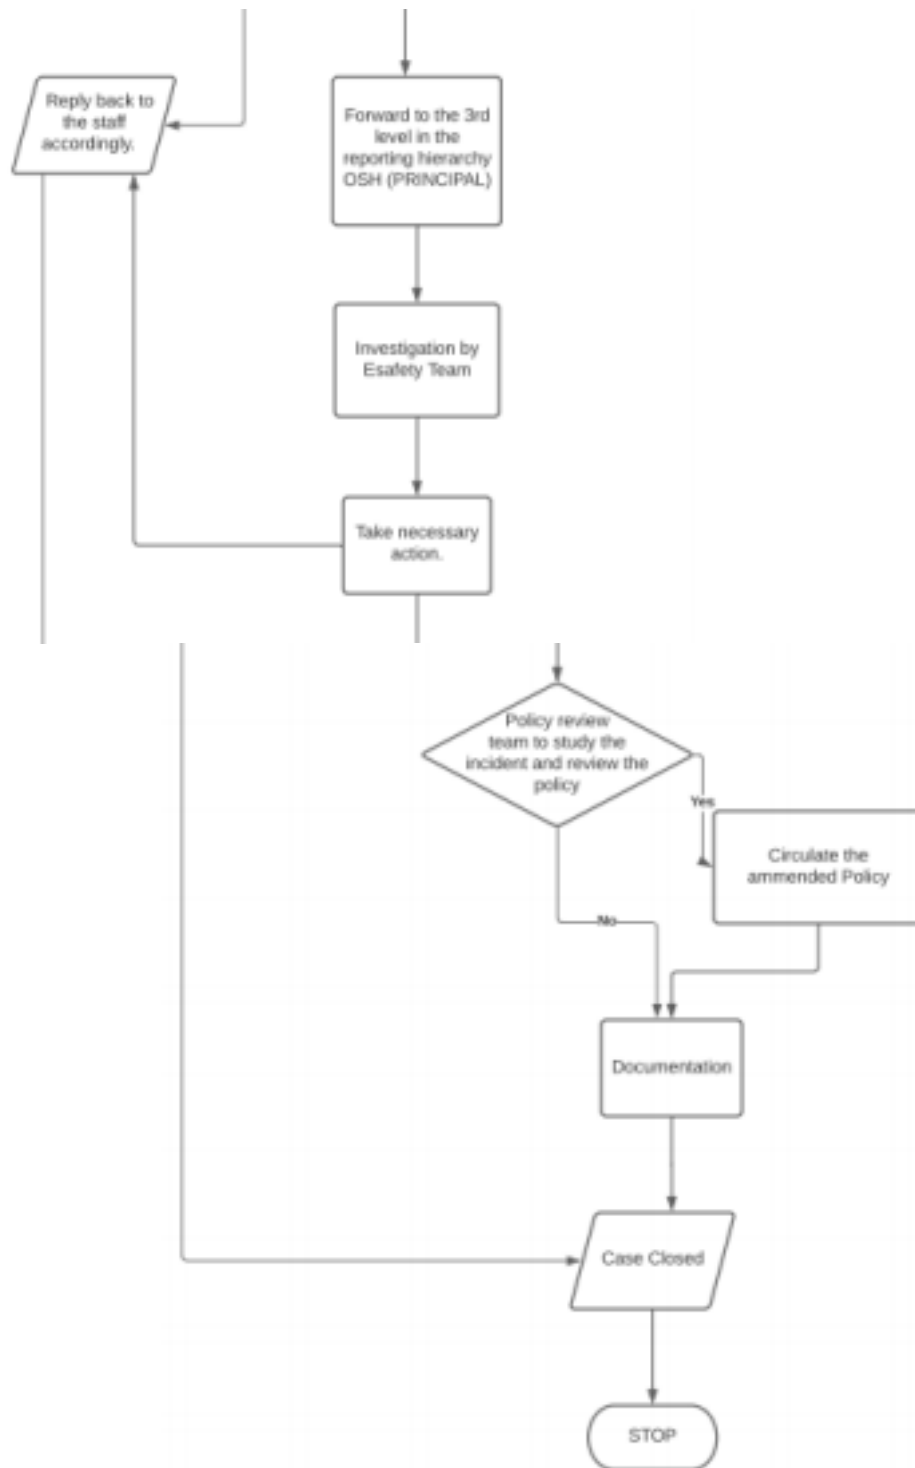 Reply back to
the staff
accordingly.
Forward to the 3rd
level in the
reporting hierarchy
OSH (PRINCIPAL)
Investigation by
Esafety Team
Take necessary
action.
Policy review
team to study the
incident and review the
policy
Yes
Circulate the
ammended Policy
No
Documentation
Case Closed
STOP